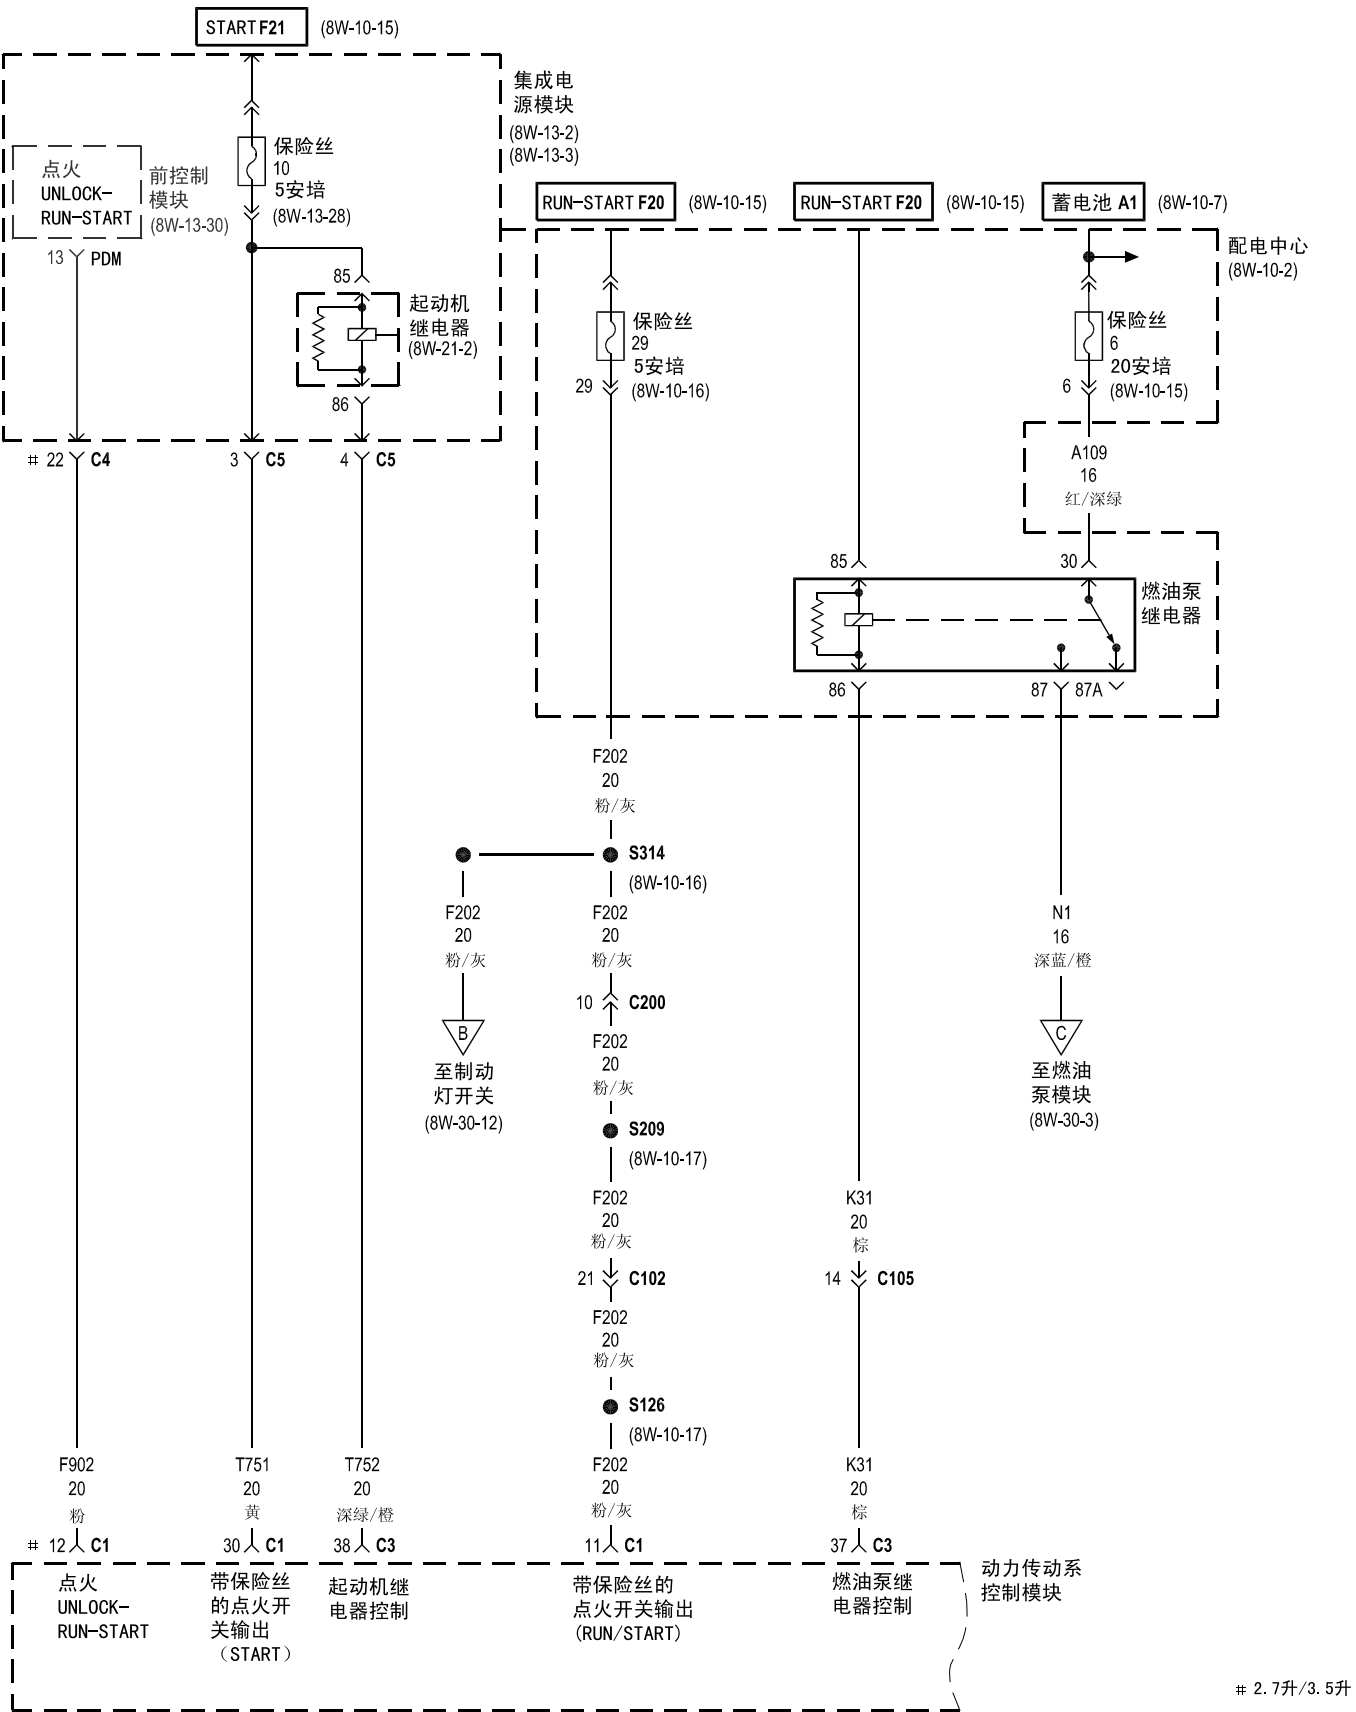 START F21 (8W-10-15)
集成电
源模块
(8W-13-2)
(8W-13-3)
保险丝
10
5安培
(8W-13-28)
点火
UNLOCK-
RUN-START
前控制
模块
(8W-13-30)
13 PDM
85
起动机
继电器
(8W-21-2)
86
# 22 C4
3 C5
4 C5
RUN-START F20 (8W-10-15)
RUN-START F20 (8W-10-15)
蓄电池 A1 (8W-10-7)
配电中心
(8W-10-2)
保险丝
29
5安培
29 (8W-10-16)
保险丝
6
20安培
6 (8W-10-15)
A109
16
红/深绿
85
30
燃油泵
继电器
86
87 87A
F202
20
粉/灰
S314
(8W-10-16)
F202
20
粉/灰
B
至制动
灯开关
(8W-30-12)
F202
20
粉/灰
10 C200
F202
20
粉/灰
S209
(8W-10-17)
F202
20
粉/灰
21 C102
F202
20
粉/灰
S126
(8W-10-17)
N1
16
深蓝/橙
C
至燃油
泵模块
(8W-30-3)
K31
20
棕
14 C105
F902
20
粉
# 12 C1
T751
20
黄
30 C1
T752
20
深绿/橙
38 C3
F202
20
粉/灰
11 C1
K31
20
棕
37 C3
点火
UNLOCK-
RUN-START
带保险丝
的点火开
关输出
(START)
起动机继
电器控制
带保险丝的
点火开关输出
(RUN/START)
燃油泵继
电器控制
动力传动系
控制模块
# 2.7升/3.5升